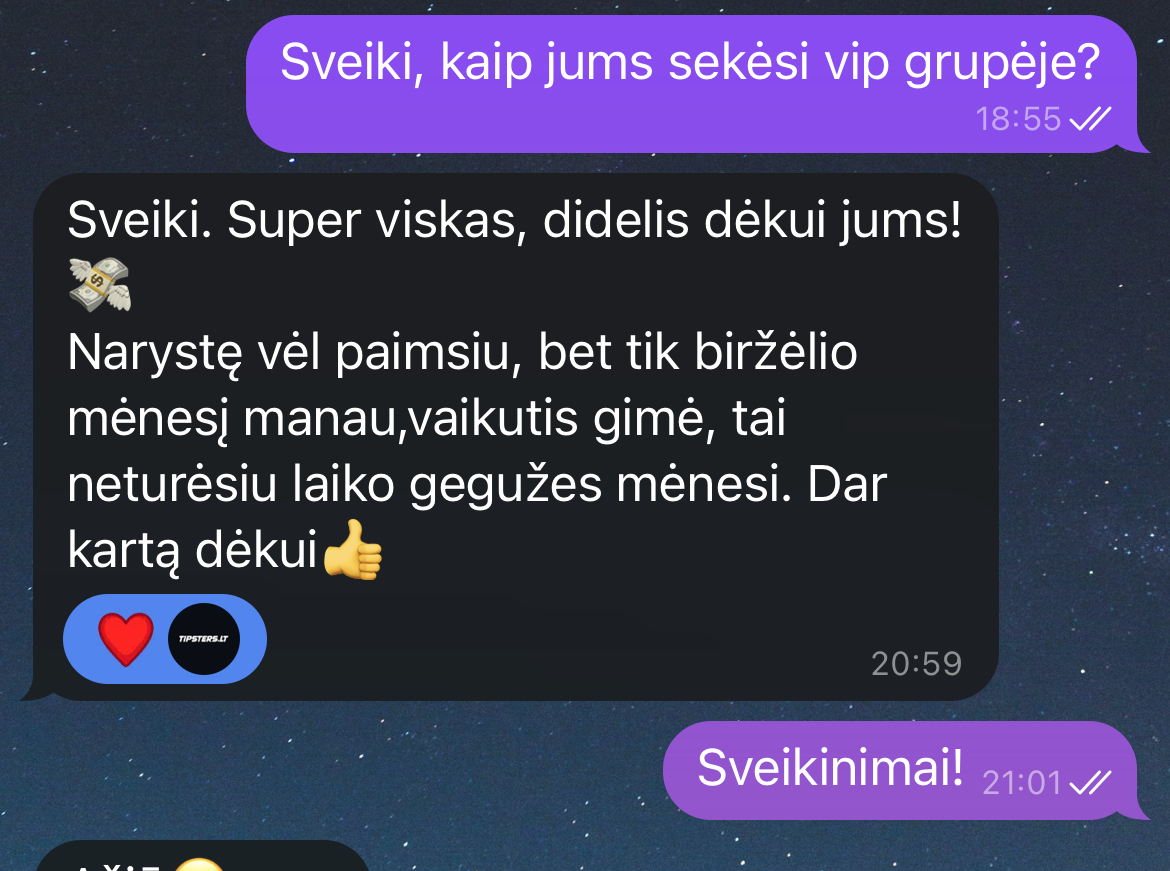 Sveiki, kaip jums sekėsi vip grupėje?
18:55
Sveiki. Super viskas, didelis dėkui jums!
💸
Narystę vėl paimsiu, bet tik birželio
mėnesį manau,vaikutis gimė, tai
neturėsiu laiko gegužes mėnesi. Dar
kartą dėkui👍
TIPSTERS.LT
20:59
Sveikinimai! 21:01